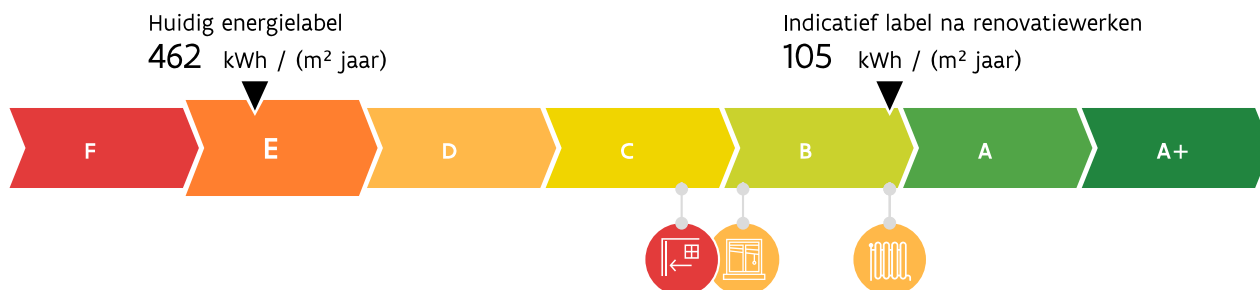 Huidig energielabel
462 kWh / (m² jaar)
Indicatief label na renovatiewerken
105 kWh / (m² jaar)
F E D C B A A+